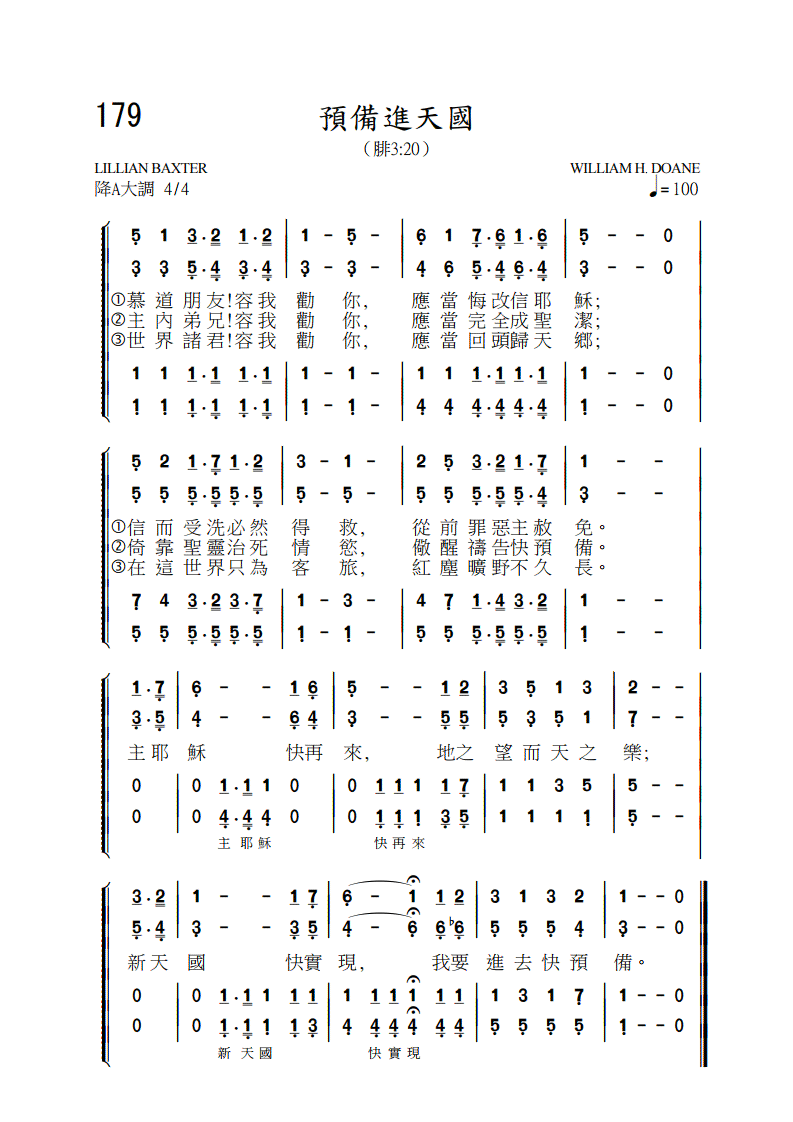 179
預備進天國
（腓3:20）
LILLIAN BAXTER
WILLIAM H. DOANE
降A大調 4/4
♩=100
5̣ 1 3.2 1.2 | 1 - 5̣ - | 6̣ 1 7̣.6̣ 1.6̣ | 5̣ - - 0
3̣ 3̣ 5̣.4̣ 3̣.4̣ | 3̣ - 3̣ - | 4̣ 6̣ 5̣.4̣ 6̣.4̣ | 3̣ - - 0
①慕道朋友!容我勸你, 應當悔改信耶穌;
②主內弟兄!容我勸你, 應當完全成聖潔;
③世界諸君!容我勸你, 應當回頭歸天鄉;
1 1 1.1 1.1 | 1 - 1 - | 1 1 1.1 1.1 | 1 - - 0
1̣ 1̣ 1̣.1̣ 1̣.1̣ | 1̣ - 1̣ - | 4̣ 4̣ 4̣.4̣ 4̣.4̣ | 1̣ - - 0
5̣ 2 1.7̣ 1.2 | 3 - 1 - | 2 5̣ 3.2 1.7̣ | 1 - -
5̣ 5̣ 5̣.5̣ 5̣.5̣ | 5̣ - 5̣ - | 5̣ 5̣ 5̣.5̣ 5̣.4̣ | 3̣ - -
①信而受洗必然得救, 從前罪惡主赦免。
②倚靠聖靈治死情慾, 儆醒禱告快預備。
③在這世界只為客旅, 紅塵曠野不久長。
7̣ 4 3.2 3.7̣ | 1 - 3 - | 4 7̣ 1.4 3.2 | 1 - -
5̣ 5̣ 5̣.5̣ 5̣.5̣ | 1̣ - 1̣ - | 5̣ 5̣ 5̣.5̣ 5̣.5̣ | 1̣ - -
1.7̣ | 6̣ - - 1 6̣ | 5̣ - - 1 2 | 3 5̣ 1 3 | 2 - -
3̣.5̣ | 4̣ - - 6̣ 4̣ | 3̣ - - 5̣ 5̣ | 5̣ 3̣ 5̣ 1 | 7̣ - -
主耶穌 快再來, 地之望而天之樂;
0 | 0 1.1 1 0 | 0 1 1 1 1 7̣ | 1 1 3 5 | 5 - -
0 | 0 4̣.4̣ 4̣ 0 | 0 1̣ 1̣ 1̣ 3̣ 5̣ | 1 1 1 1̣ | 5̣ - -
主耶穌 快再來
3.2 | 1 - - 1 7̣ | 6̣ - 1 1 2 | 3 1 3 2 | 1 - - 0
5̣.4̣ | 3̣ - - 3̣ 5̣ | 4̣ - 6̣ 6̣ ♭6̣ | 5̣ 5̣ 5̣ 4̣ | 3̣ - - 0
新天國 快實現, 我要進去快預備。
0 | 0 1.1 1 1 1 | 1 1 1 1 1 1 | 1 3 1 7̣ | 1 - - 0
0 | 0 1̣.1̣ 1̣ 1̣ 3̣ | 4̣ 4̣ 4̣ 4̣ 4̣ 4̣ | 5̣ 5̣ 5̣ 5̣ | 1̣ - - 0
新天國 快實現